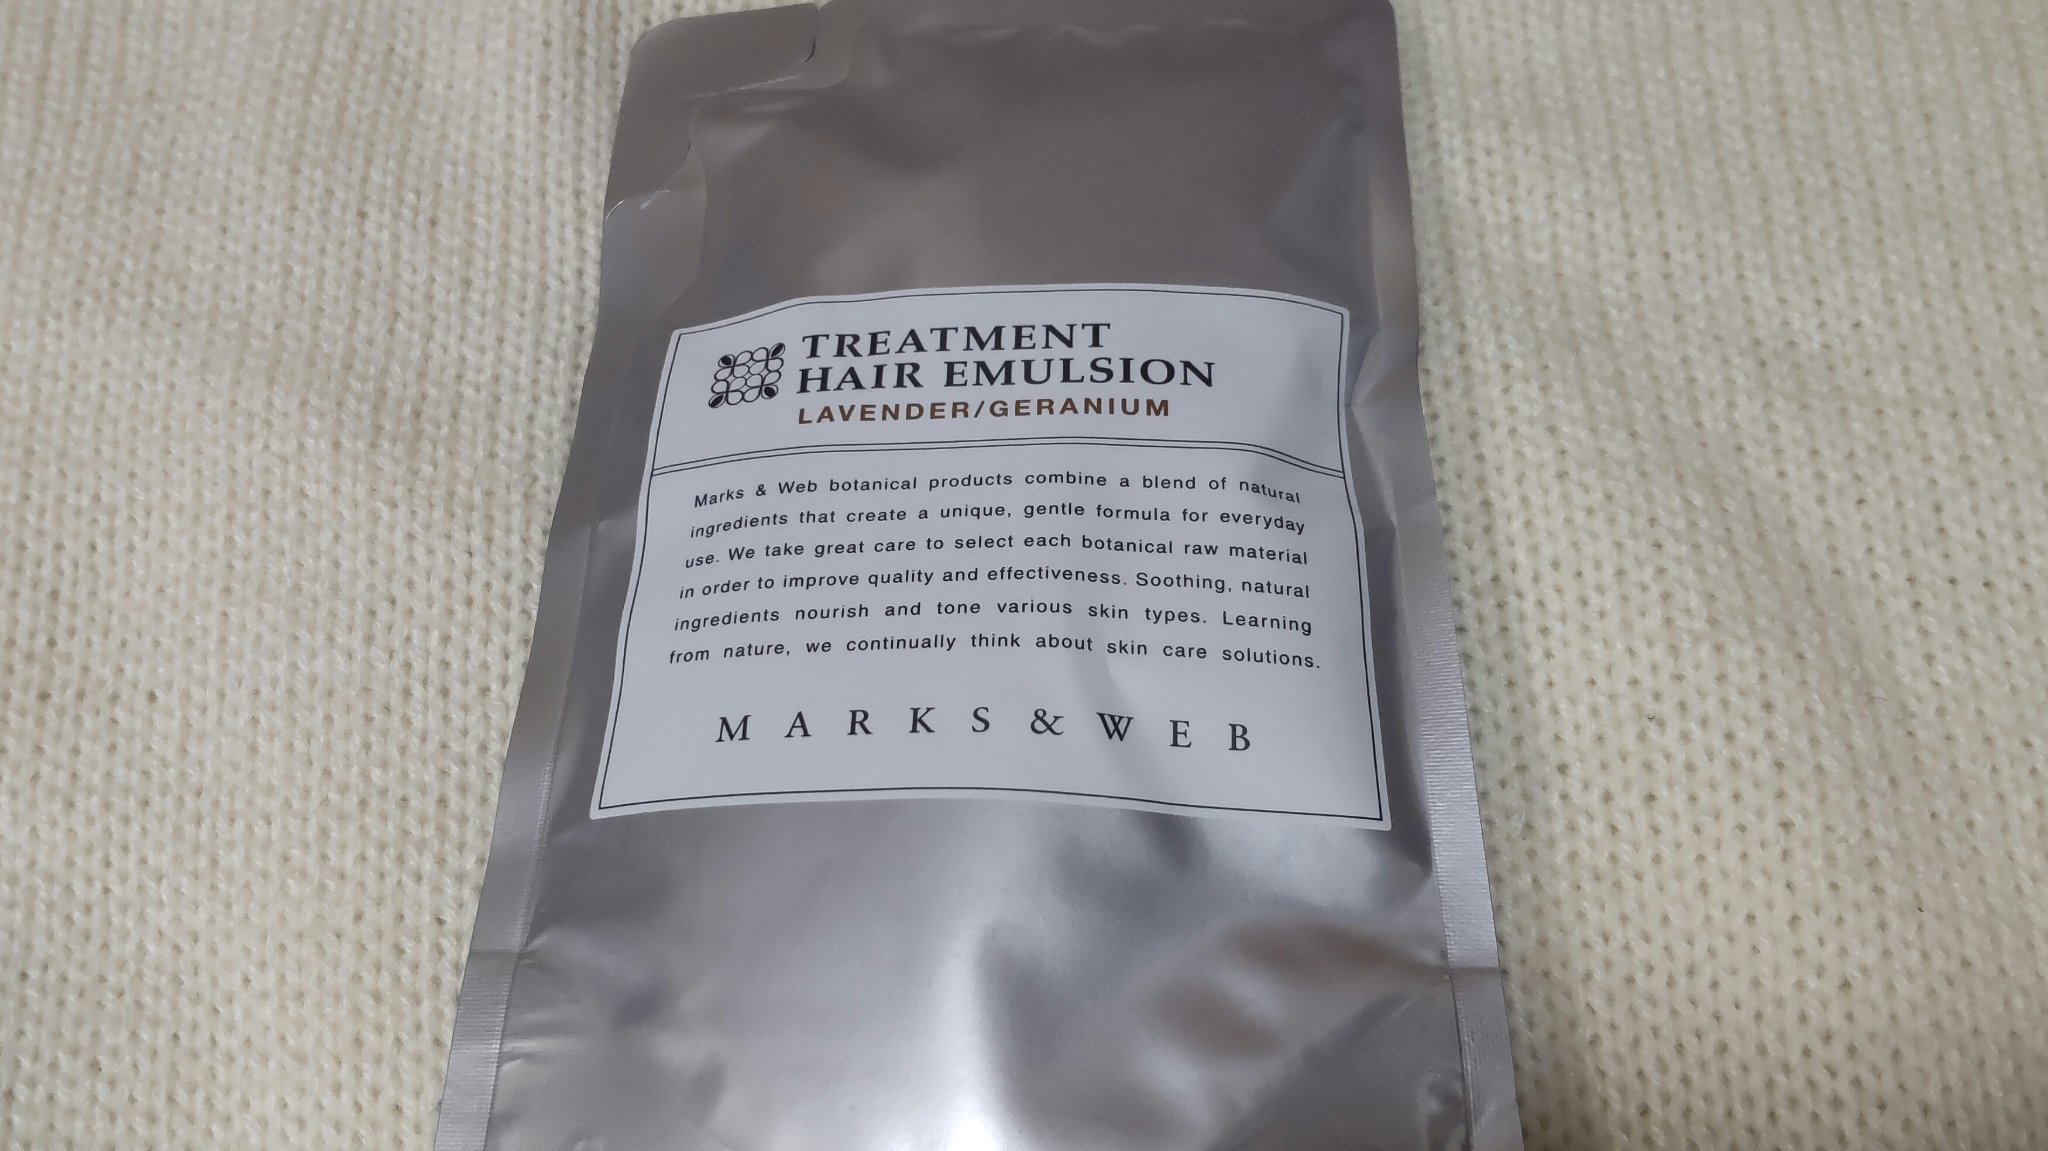 TREATMENT
HAIR EMULSION
LAVENDER/GERANIUM
Marks & Web botanical products combine a blend of natural
ingredients that create a unique, gentle formula for everyday
use. We take great care to select each botanical raw material
in order to improve quality and effectiveness. Soothing, natural
ingredients nourish and tone various skin types. Learning
from nature, we continually think about skin care solutions.
MARKS&WEB